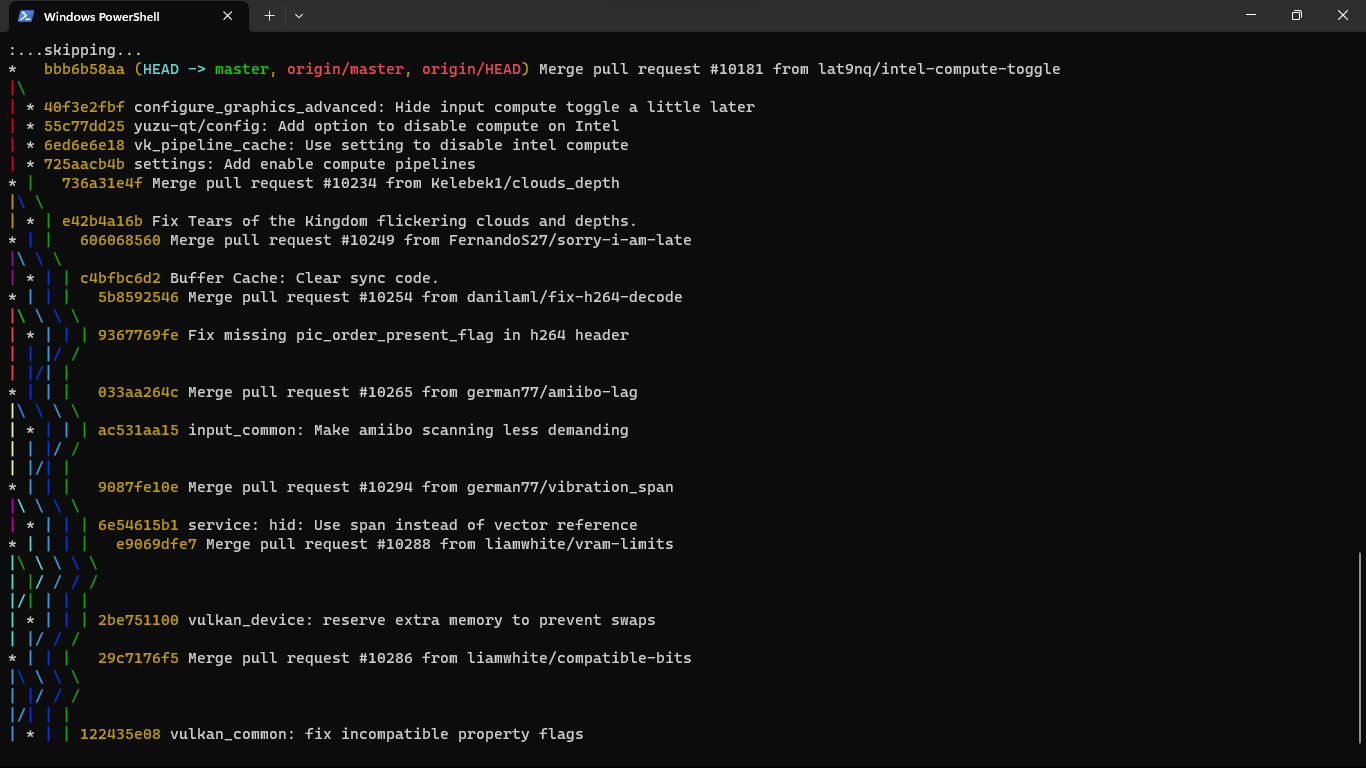 Windows PowerShell
:...skipping...
*   bbb6b58aa (HEAD -> master, origin/master, origin/HEAD) Merge pull request #10181 from lat9nq/intel-compute-toggle
|\
| * 40f3e2fbf configure_graphics_advanced: Hide input compute toggle a little later
| * 55c77dd25 yuzu-qt/config: Add option to disable compute on Intel
| * 6ed6e6e18 vk_pipeline_cache: Use setting to disable intel compute
| * 725aacb4b settings: Add enable compute pipelines
* |   736a31e4f Merge pull request #10234 from Kelebek1/clouds_depth
|\ \
| * | e42b4a16b Fix Tears of the Kingdom flickering clouds and depths.
* | |   606068560 Merge pull request #10249 from FernandoS27/sorry-i-am-late
|\ \ \
| * | | c4bfbc6d2 Buffer Cache: Clear sync code.
* | | |   5b8592546 Merge pull request #10254 from danilaml/fix-h264-decode
|\ \ \ \
| * | | | 9367769fe Fix missing pic_order_present_flag in h264 header
| | |/ /
| |/| |
* | | |   033aa264c Merge pull request #10265 from german77/amiibo-lag
|\ \ \ \
| * | | | ac531aa15 input_common: Make amiibo scanning less demanding
| | |/ /
| |/| |
* | | |   9087fe10e Merge pull request #10294 from german77/vibration_span
|\ \ \ \
| * | | | 6e54615b1 service: hid: Use span instead of vector reference
* | | | |   e9069dfe7 Merge pull request #10288 from liamwhite/vram-limits
|\ \ \ \ \
| |/ / / /
|/| | | |
| * | | | 2be751100 vulkan_device: reserve extra memory to prevent swaps
| |/ / /
* | | |   29c7176f5 Merge pull request #10286 from liamwhite/compatible-bits
|\ \ \ \
| |/ / /
|/| | |
| * | | 122435e08 vulkan_common: fix incompatible property flags